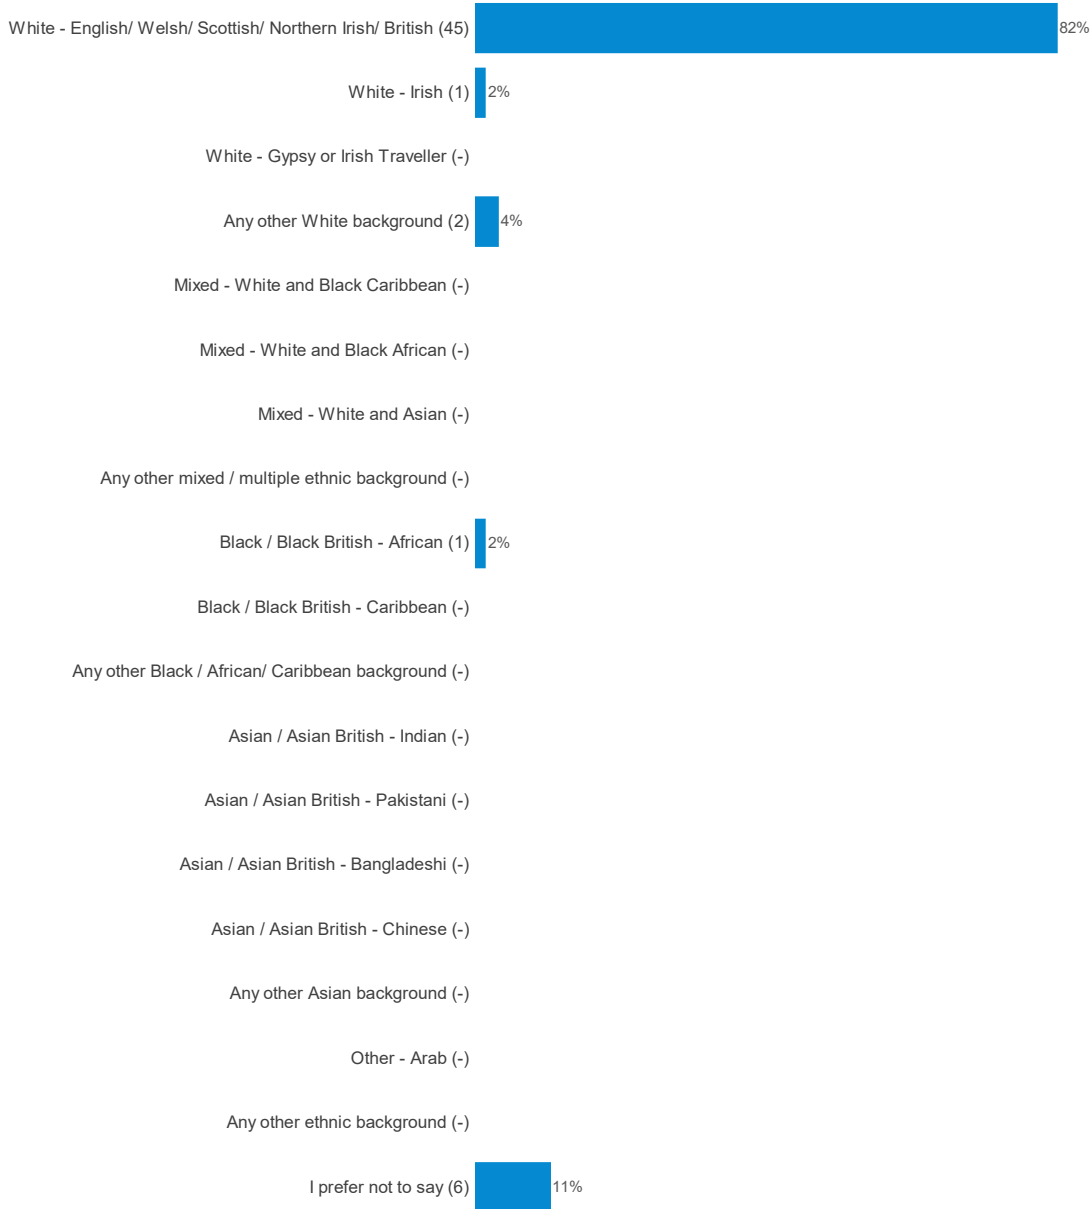 White - English/ Welsh/ Scottish/ Northern Irish/ British (45) 82%
White - Irish (1) 2%
White - Gypsy or Irish Traveller (-)
Any other White background (2) 4%
Mixed - White and Black Caribbean (-)
Mixed - White and Black African (-)
Mixed - White and Asian (-)
Any other mixed / multiple ethnic background (-)
Black / Black British - African (1) 2%
Black / Black British - Caribbean (-)
Any other Black / African/ Caribbean background (-)
Asian / Asian British - Indian (-)
Asian / Asian British - Pakistani (-)
Asian / Asian British - Bangladeshi (-)
Asian / Asian British - Chinese (-)
Any other Asian background (-)
Other - Arab (-)
Any other ethnic background (-)
I prefer not to say (6) 11%